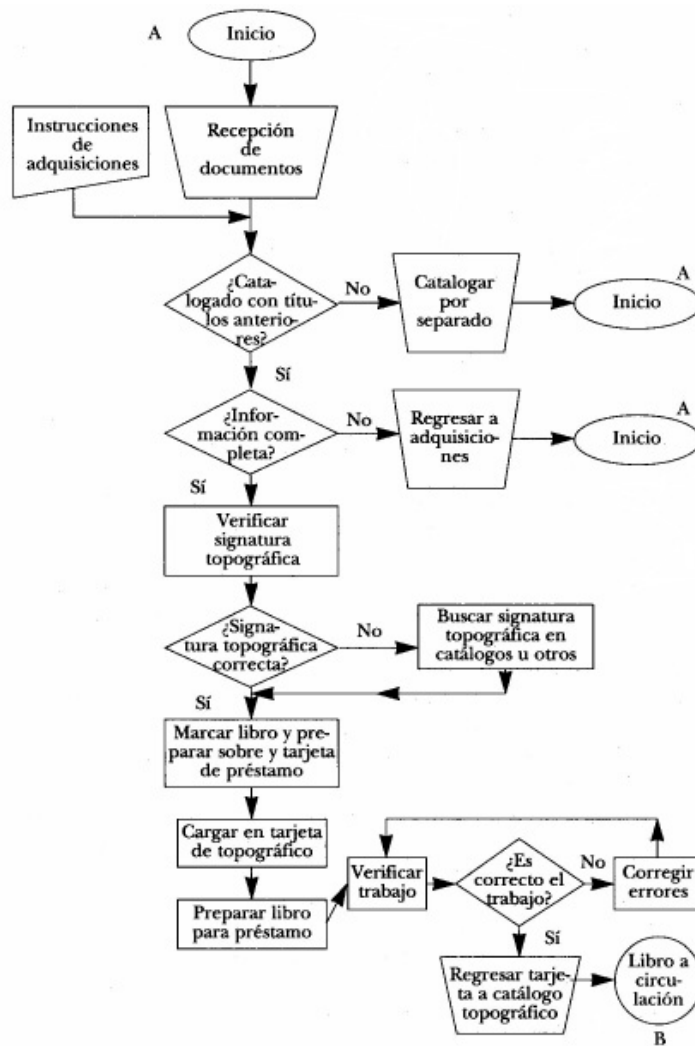 A
Inicio
Instrucciones
de
adquisiciones
Recepción
de
documentos
¿Cata-
logado con títu-
los anterio-
res?
No
Catalogar
por
separado
A
Inicio
Sí
¿Infor-
mación com-
pleta?
No
Regresar a
adquisicio-
nes
A
Inicio
Sí
Verificar
signatura
topográfica
¿Signa-
tura topográfica
correcta?
No
Buscar signatura
topográfica en
catálogos u otros
Sí
Marcar libro y pre-
parar sobre y tarjeta
de préstamo
Cargar en tarjeta
de topográfico
Preparar libro
para préstamo
Verificar
trabajo
¿Es
correcto el
trabajo?
No
Corregir
errores
Sí
Regresar tarje-
ta a catálogo
topográfico
Libro a
circu-
lación
B